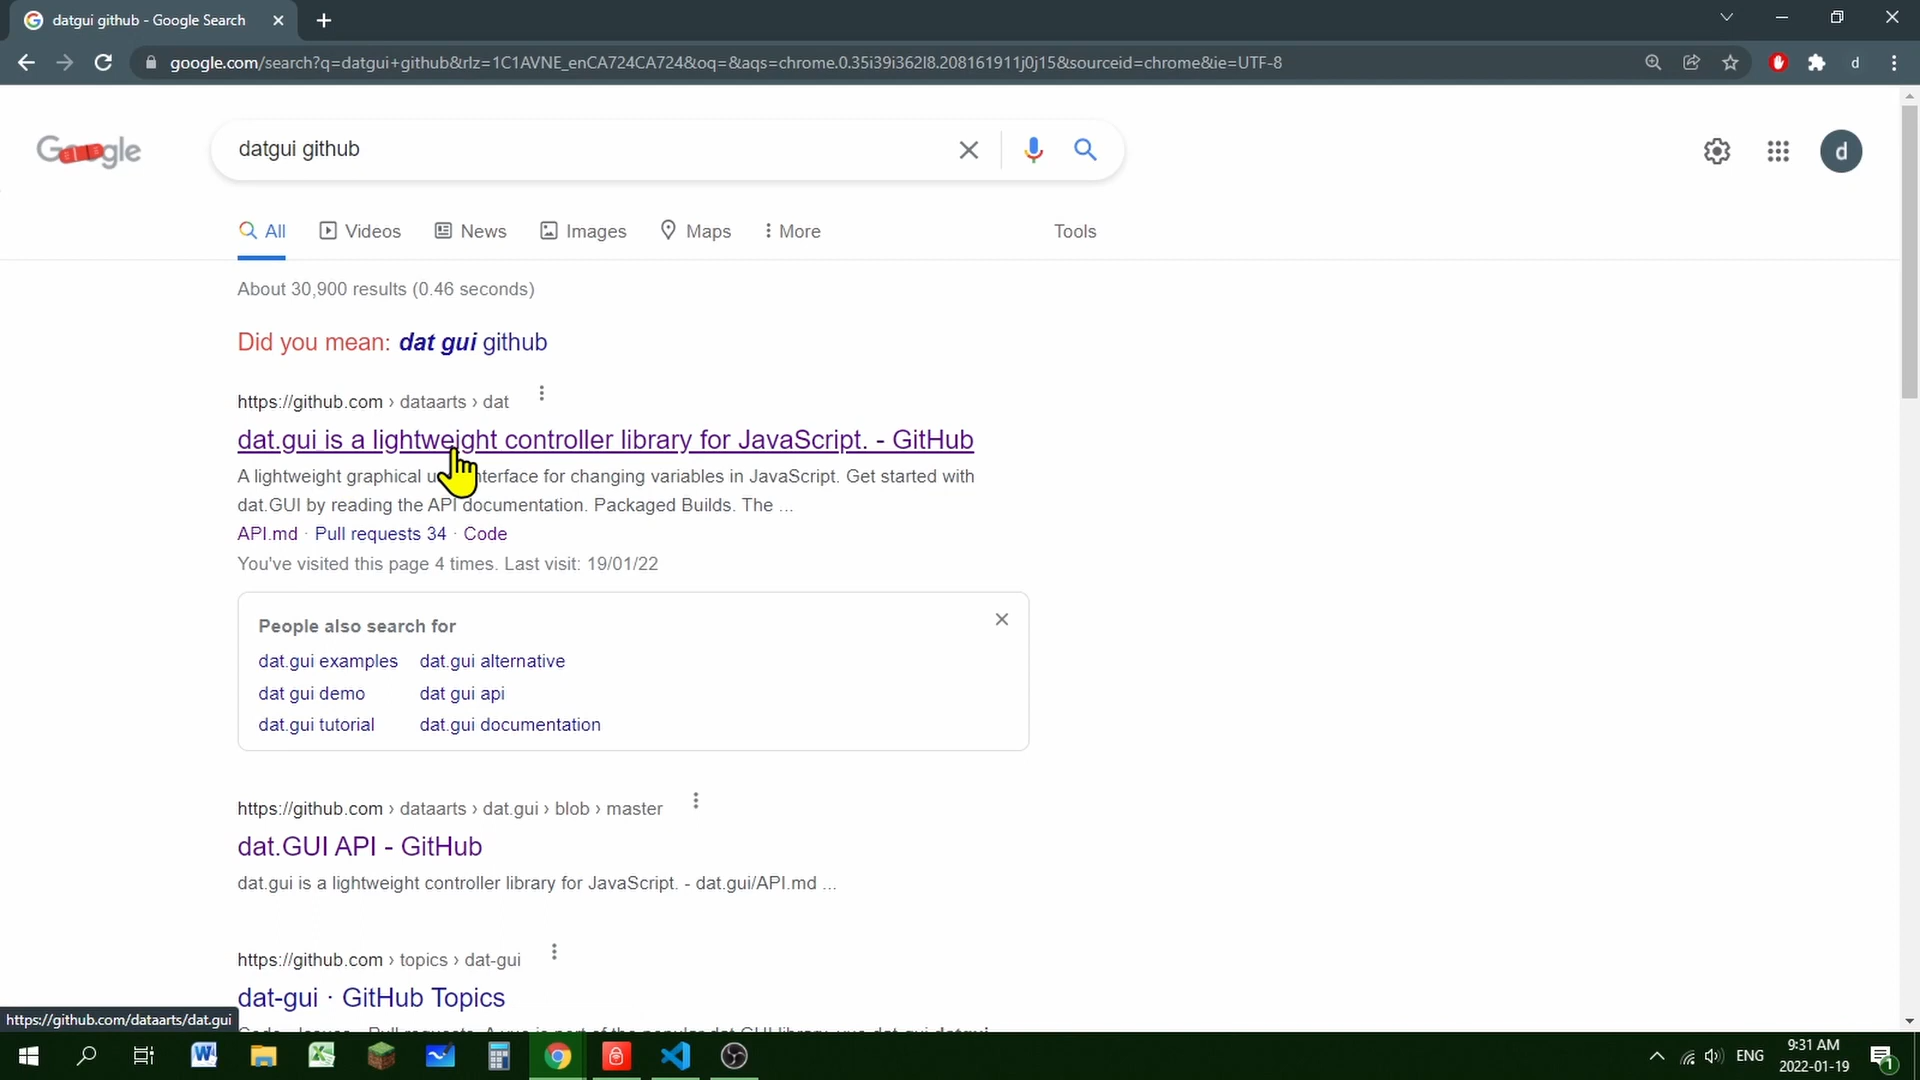 datgui github - Google Search
google.com/search?q=datgui+github&rlz=1C1AVNE_enCA724CA724&oq=&aqs=chrome.0.35i39i362l8.208161911j0j15&sourceid=chrome&ie=UTF-8
d
Google
datgui github
d
All Videos News Images Maps More Tools
About 30,900 results (0.46 seconds)
Did you mean: dat gui github
https://github.com › dataarts › dat
dat.gui is a lightweight controller library for JavaScript. - GitHub
A lightweight graphical u terface for changing variables in JavaScript. Get started with
dat.GUI by reading the API documentation. Packaged Builds. The ...
API.md · Pull requests 34 · Code
You've visited this page 4 times. Last visit: 19/01/22
People also search for
dat.gui examples dat.gui alternative
dat gui demo dat gui api
dat.gui tutorial dat.gui documentation
https://github.com › dataarts › dat.gui › blob › master
dat.GUI API - GitHub
dat.gui is a lightweight controller library for JavaScript. - dat.gui/API.md ...
https://github.com › topics › dat-gui
dat-gui · GitHub Topics
https://github.com/dataarts/dat.gui
ENG
9:31 AM
2022-01-19
1